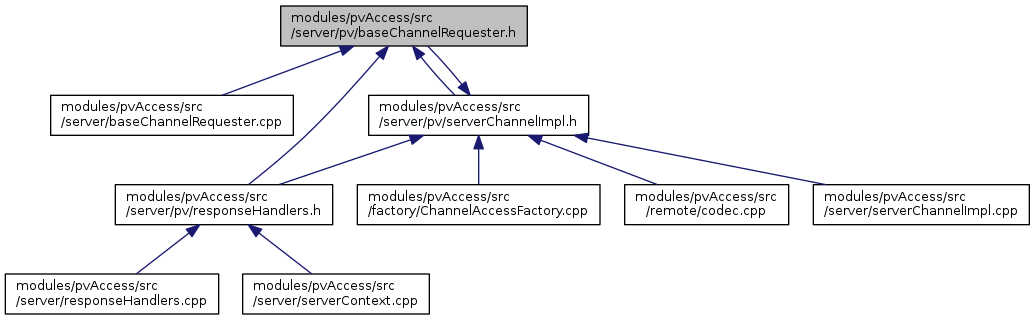 modules/pvAccess/src
/server/pv/baseChannelRequester.h
modules/pvAccess/src
/server/baseChannelRequester.cpp
modules/pvAccess/src
/server/pv/serverChannelImpl.h
modules/pvAccess/src
/server/pv/responseHandlers.h
modules/pvAccess/src
/factory/ChannelAccessFactory.cpp
modules/pvAccess/src
/remote/codec.cpp
modules/pvAccess/src
/server/serverChannelImpl.cpp
modules/pvAccess/src
/server/responseHandlers.cpp
modules/pvAccess/src
/server/serverContext.cpp